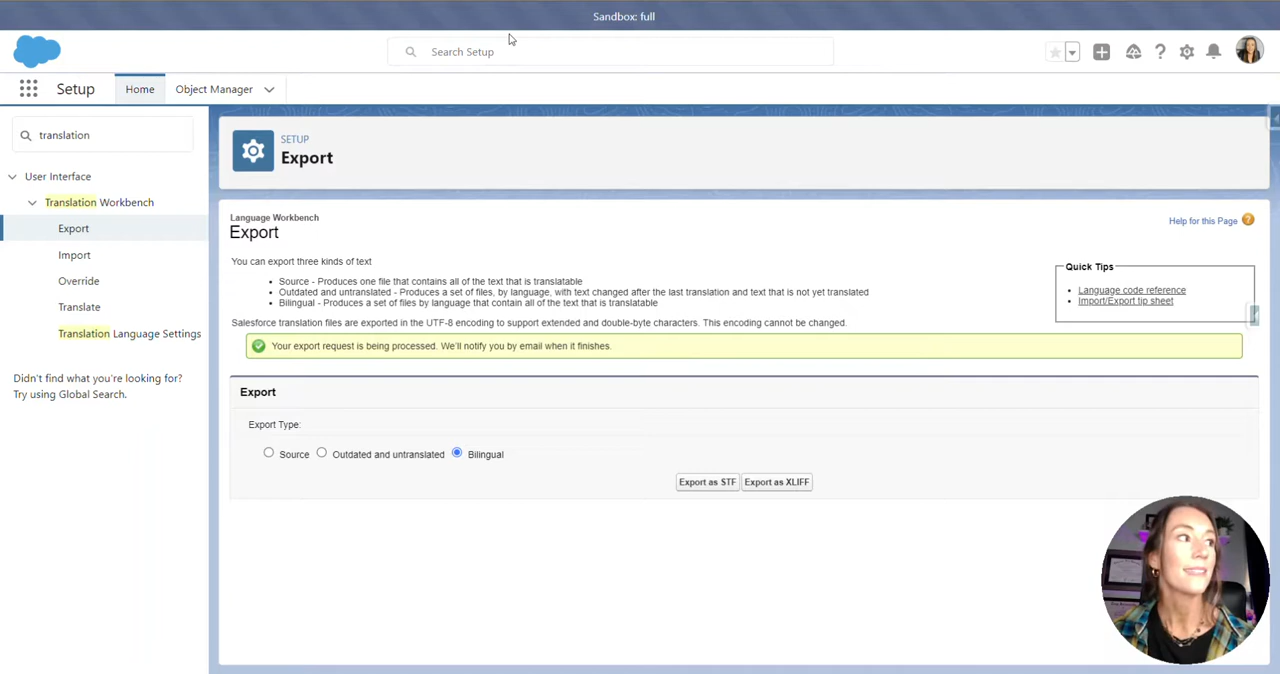 Sandbox: full
Search Setup
Setup
Home
Object Manager
translation
User Interface
Translation Workbench
Export
Import
Override
Translate
Translation Language Settings
Didn't find what you're looking for?
Try using Global Search.
SETUP
Export
Language Workbench
Export
Help for this Page
You can export three kinds of text
Source - Produces one file that contains all of the text that is translatable
Outdated and untranslated - Produces a set of files, by language, with text changed after the last translation and text that is not yet translated
Bilingual - Produces a set of files by language that contain all of the text that is translatable
Quick Tips
Language code reference
Import/Export tip sheet
Salesforce translation files are exported in the UTF-8 encoding to support extended and double-byte characters. This encoding cannot be changed.
Your export request is being processed. We'll notify you by email when it finishes.
Export
Export Type:
Source
Outdated and untranslated
Bilingual
Export as STF
Export as XLIFF